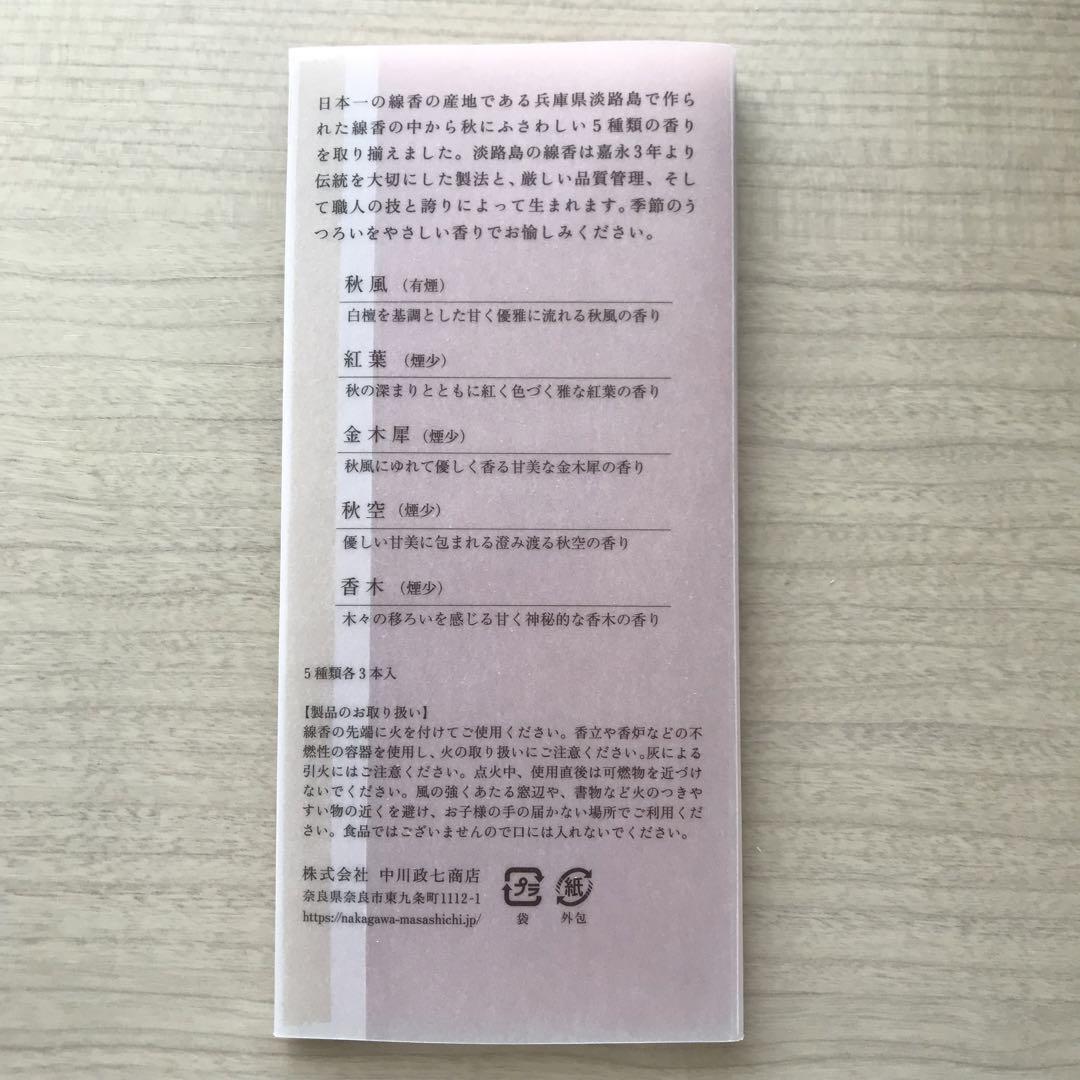 日本一の線香の産地である兵庫県淡路島で作ら
れた線香の中から秋にふさわしい5種類の香り
を取り揃えました。淡路島の線香は嘉永3年より
伝統を大切にした製法と、厳しい品質管理、そし
て職人の技と誇りによって生まれます。季節のう
つろいをやさしい香りでお愉しみください。
秋風（有煙）
白檀を基調とした甘く優雅に流れる秋風の香り
紅葉（煙少）
秋の深まりとともに紅く色づく雅な紅葉の香り
金木犀（煙少）
秋風にゆれて優しく香る甘美な金木犀の香り
秋空（煙少）
優しい甘美に包まれる澄み渡る秋空の香り
香木（煙少）
木々の移ろいを感じる甘く神秘的な香木の香り
5種類各3本入
【製品のお取り扱い】
線香の先端に火を付けてご使用ください。香立や香炉などの不
燃性の容器を使用し、火の取り扱いにご注意ください。灰による
引火にはご注意ください。点火中、使用直後は可燃物を近づけ
ないでください。風の強くあたる窓辺や、書物など火のつきや
すい物の近くを避け、お子様の手の届かない場所でご利用くだ
さい。食品ではございませんので口には入れないでください。
株式会社 中川政七商店
奈良県奈良市東九条町1112-1
https://nakagawa-masashichi.jp/
プラ 紙
袋 外包